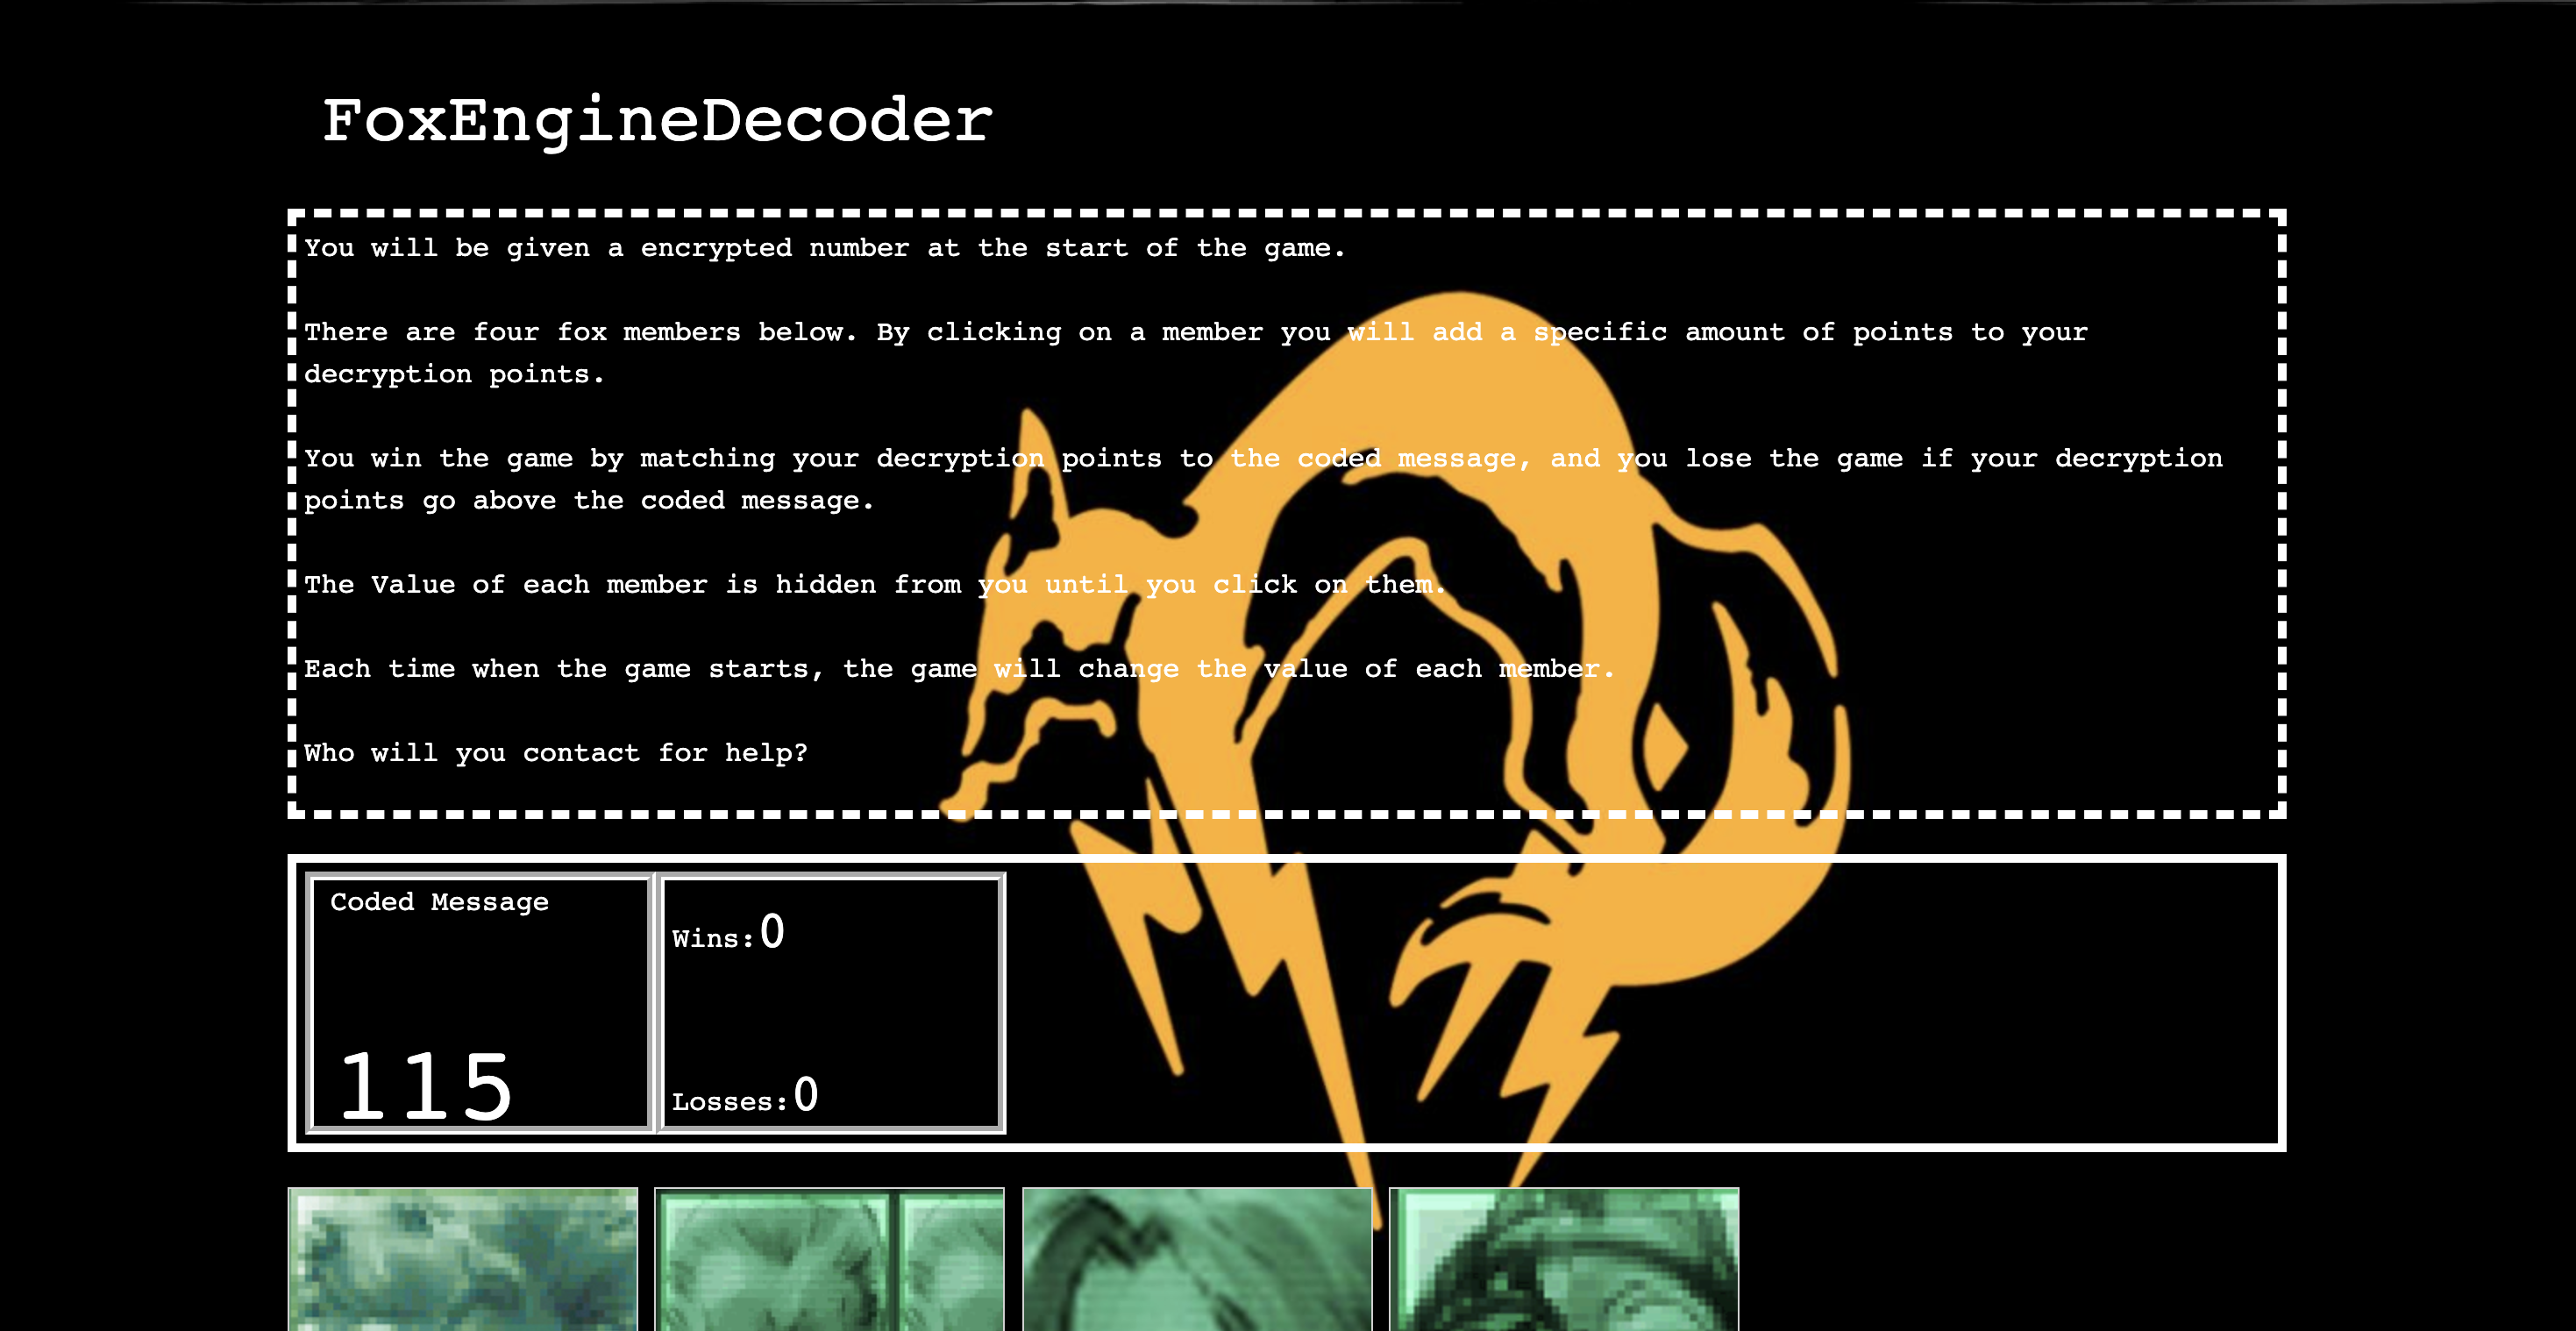 FoxEngineDecoder
You will be given a encrypted number at the start of the game.
There are four fox members below. By clicking on a member you will add a specific amount of points to your
decryption points.
You win the game by matching your decryption points to the coded message, and you lose the game if your decryption
points go above the coded message.
The Value of each member is hidden from you until you click on them.
Each time when the game starts, the game will change the value of each member.
Who will you contact for help?
Coded Message
115
Wins:0
Losses:0